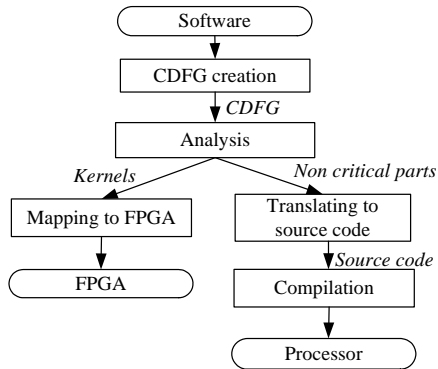 Software
CDFG creation
CDFG
Analysis
Kernels
Non critical parts
Mapping to FPGA
Translating to
source code
Source code
FPGA
Compilation
Processor